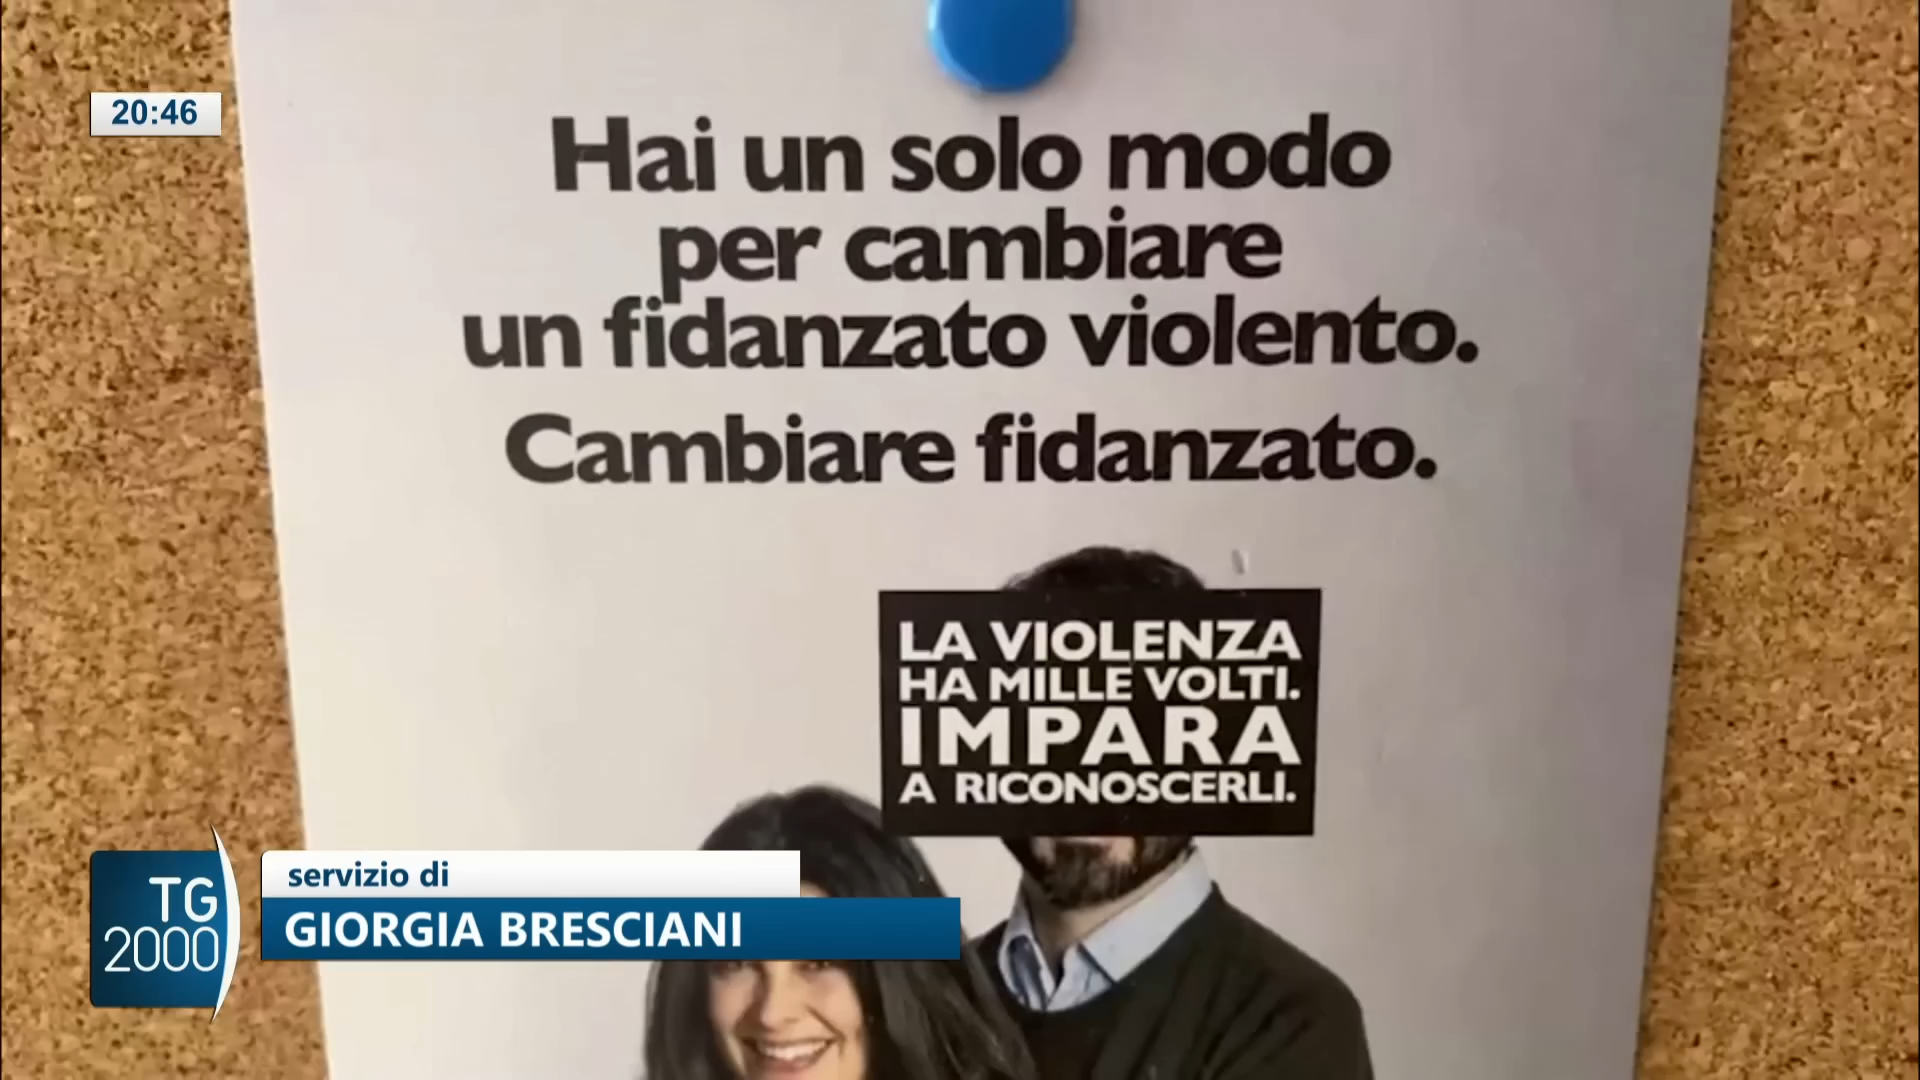 20:46
Hai un solo modo
per cambiare
un fidanzato violento.
Cambiare fidanzato.
LA VIOLENZA
HA MILLE VOLTI.
IMPARA
A RICONOSCERLI.
servizio di
GIORGIA BRESCIANI
TG
2000